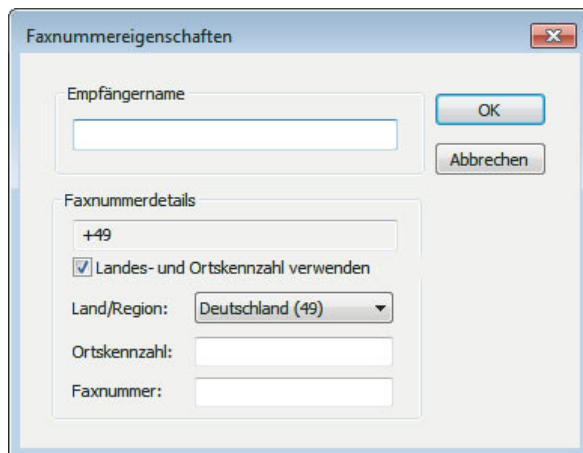 Faxnummereigenschaften
Empfängername
OK
Abbrechen
Faxnummerdetails
+49
Landes- und Ortskennzahl verwenden
Land/Region: Deutschland (49)
Ortskennzahl:
Faxnummer: